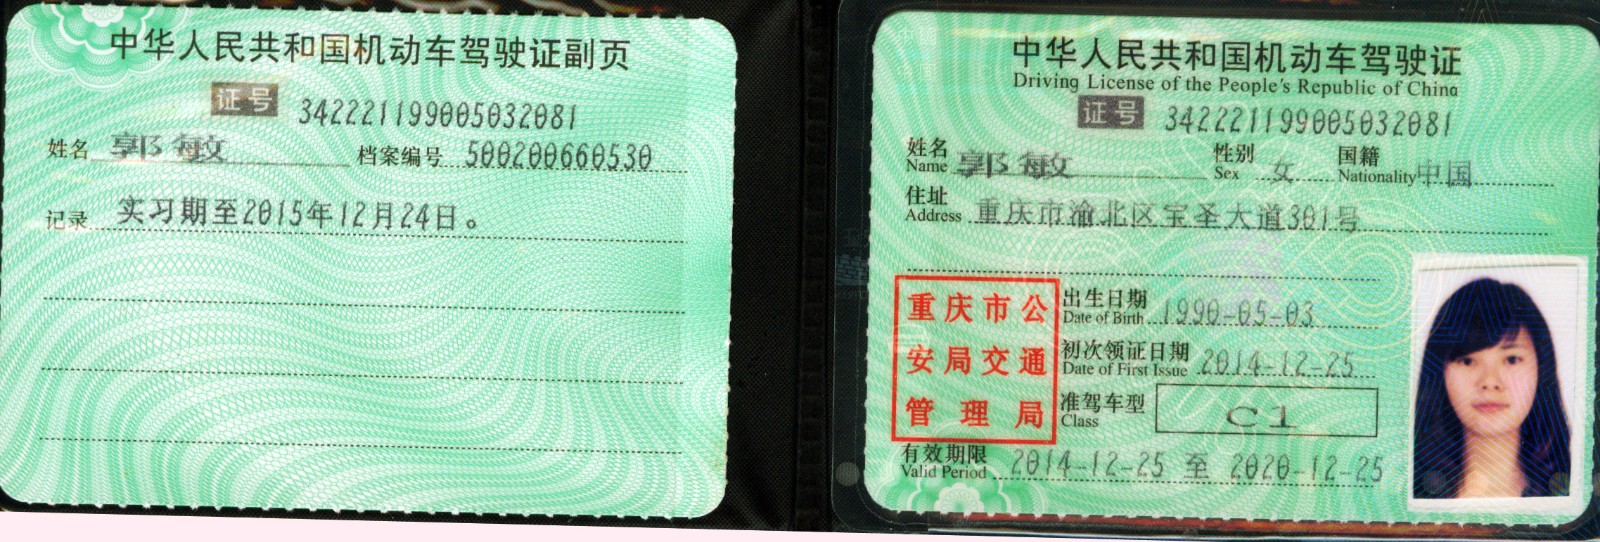 中华人民共和国机动车驾驶证副页
证号 342221199005032081
姓名 郭敏 档案编号 500200660530
记录 实习期至2015年12月24日。
中华人民共和国机动车驾驶证
Driving License of the People's Republic of China
证号 342221199005032081
姓名 郭敏 性别 女 国籍 中国
Name Sex Nationality
住址 重庆市渝北区宝圣大道301号
Address
重庆市公
安局交通
管理局
出生日期 1990-05-03
Date of Birth
初次领证日期 2014-12-25
Date of First Issue
准驾车型 C1
Class
有效期限 2014-12-25 至 2020-12-25
Valid Period